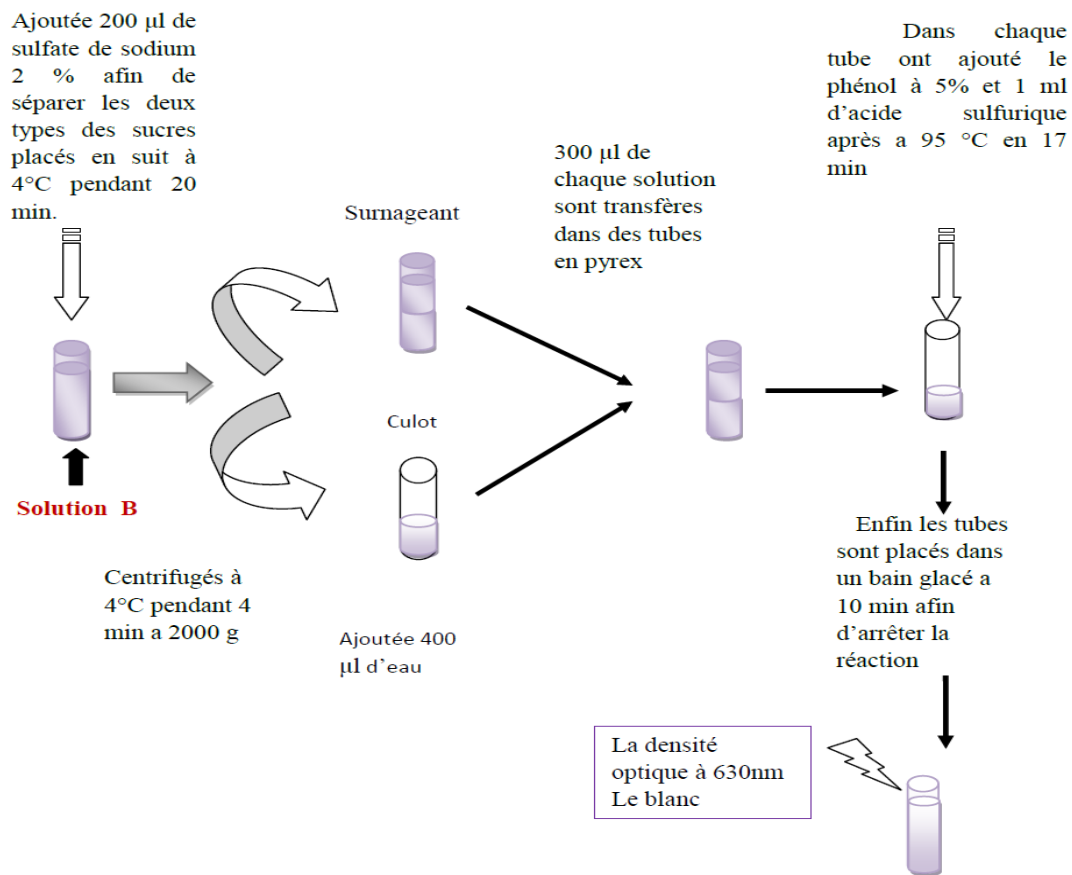 Ajoutée 200 µl de
sulfate de sodium
2 % afin de
séparer les deux
types des sucres
placés en suit à
4°C pendant 20
min.
Surnageant
300 µl de
chaque solution
sont transfères
dans des tubes
en pyrex
Dans chaque
tube ont ajouté le
phénol à 5% et 1 ml
d'acide sulfurique
après a 95 °C en 17
min
Solution B
Culot
Centrifugés à
4°C pendant 4
min a 2000 g
Ajoutée 400
µl d'eau
Enfin les tubes
sont placés dans
un bain glacé a
10 min afin
d'arrêter la
réaction
La densité
optique à 630nm
Le blanc